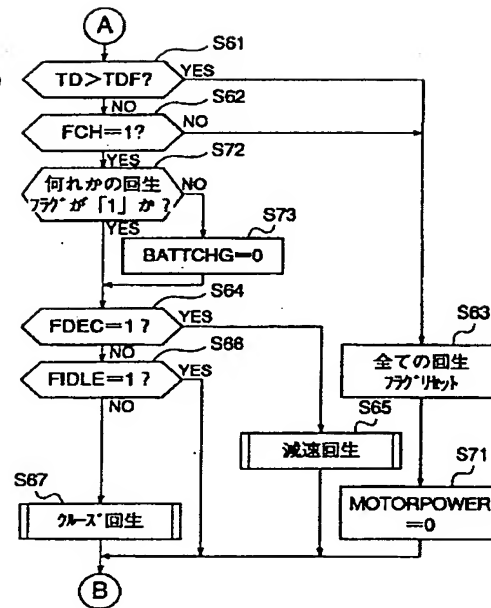 A
S61
TD>TDF?
YES
NO
S62
FCH=1?
NO
YES
S72
何れかの回生
フラグが「1」か?
NO
YES
S73
BATTCHG=0
S64
FDEC=1?
YES
NO
S66
FIDLE=1?
YES
NO
S63
全ての回生
フラグリセット
S65
減速回生
S71
MOTORPOWER
=0
S67
クルーズ回生
B